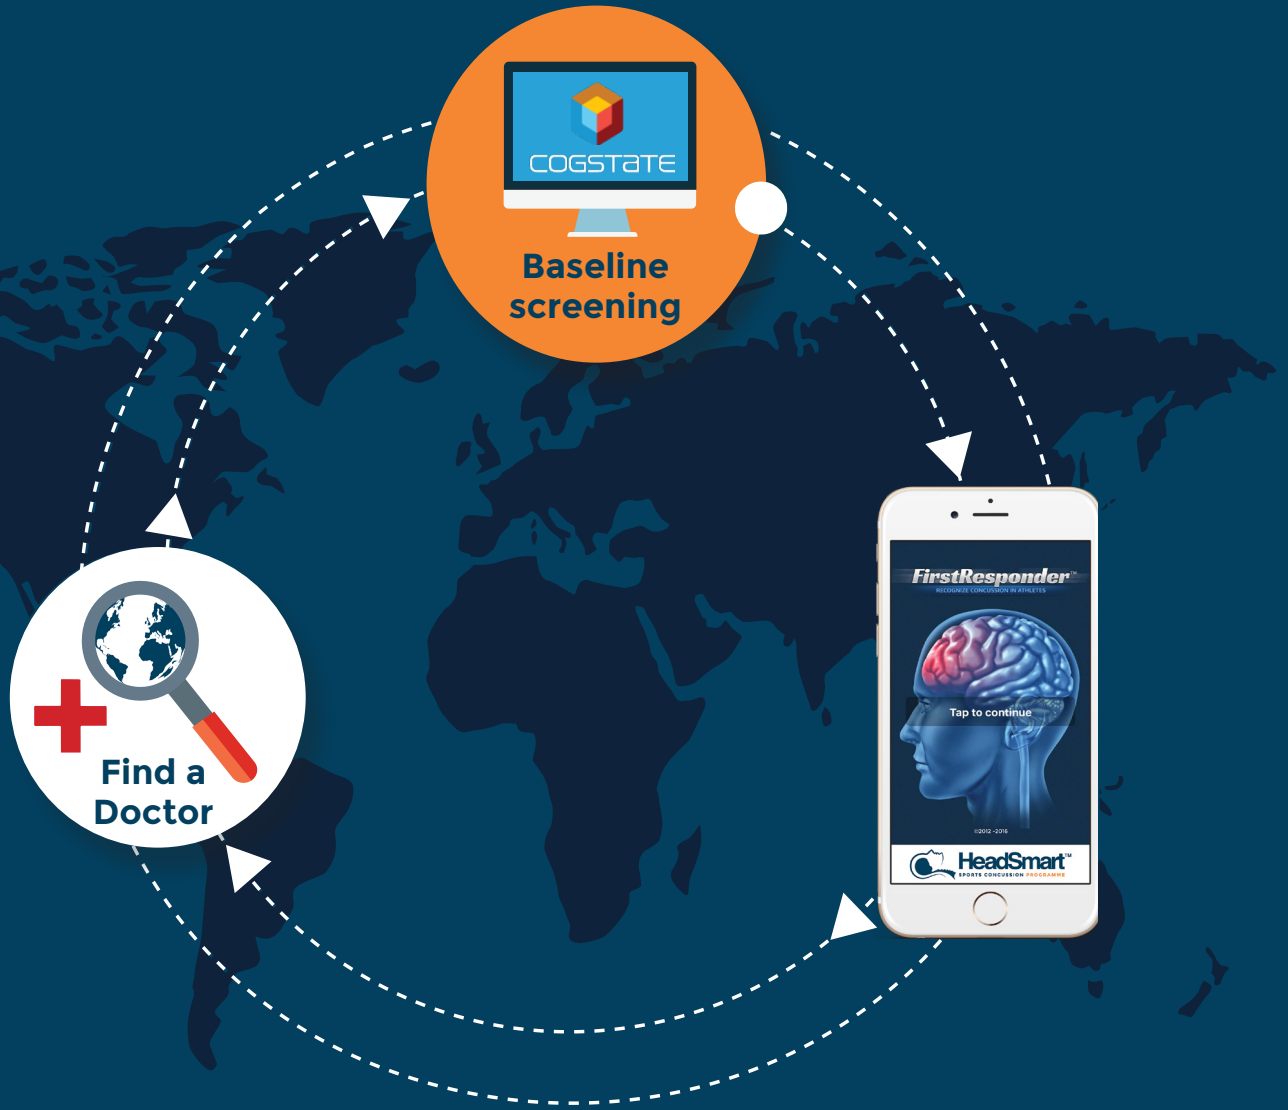 COGSTATE
Baseline
screening
FirstResponder™
RECOGNIZE CONCUSSION IN ATHLETES
Tap to continue
©2012 -2016
HeadSmart™
SPORTS CONCUSSION PROGRAMME
Find a
Doctor